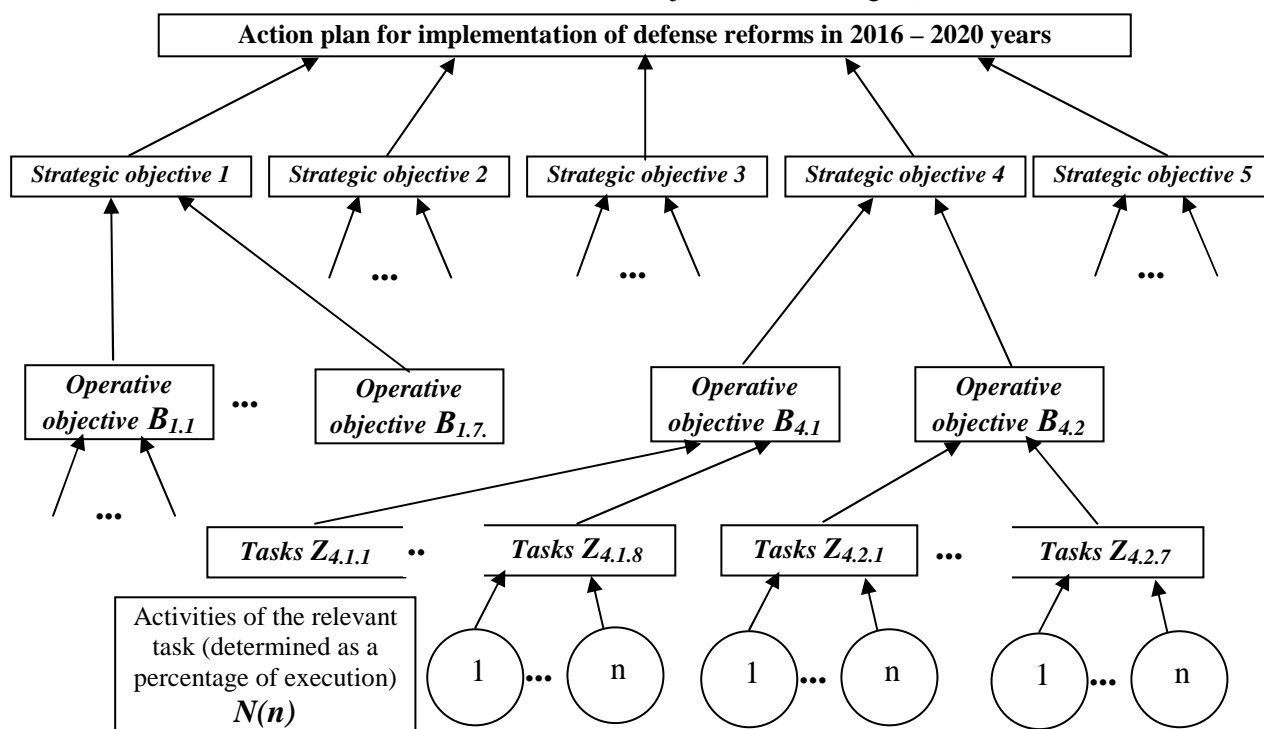 Action plan for implementation of defense reforms in 2016 – 2020 years
Strategic objective 1
Strategic objective 2
Strategic objective 3
Strategic objective 4
Strategic objective 5
...
...
...
Operative
objective B1.1
...
Operative
objective B1.7.
Operative
objective B4.1
Operative
objective B4.2
...
Tasks Z4.1.1
..
Tasks Z4.1.8
Tasks Z4.2.1
...
Tasks Z4.2.7
Activities of the relevant
task (determined as a
percentage of execution)
N(n)
1
...
n
1
...
n
1
...
n